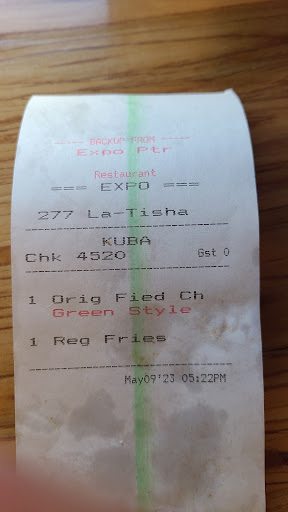 ----- BACKUP FROM -----
Expo Ptr
Restaurant
=== EXPO ===
277 La-Tisha
KUBA
Chk 4520 Gst 0
1 Orig Fied Ch
Green Style
1 Reg Fries
May09'23 05:22PM